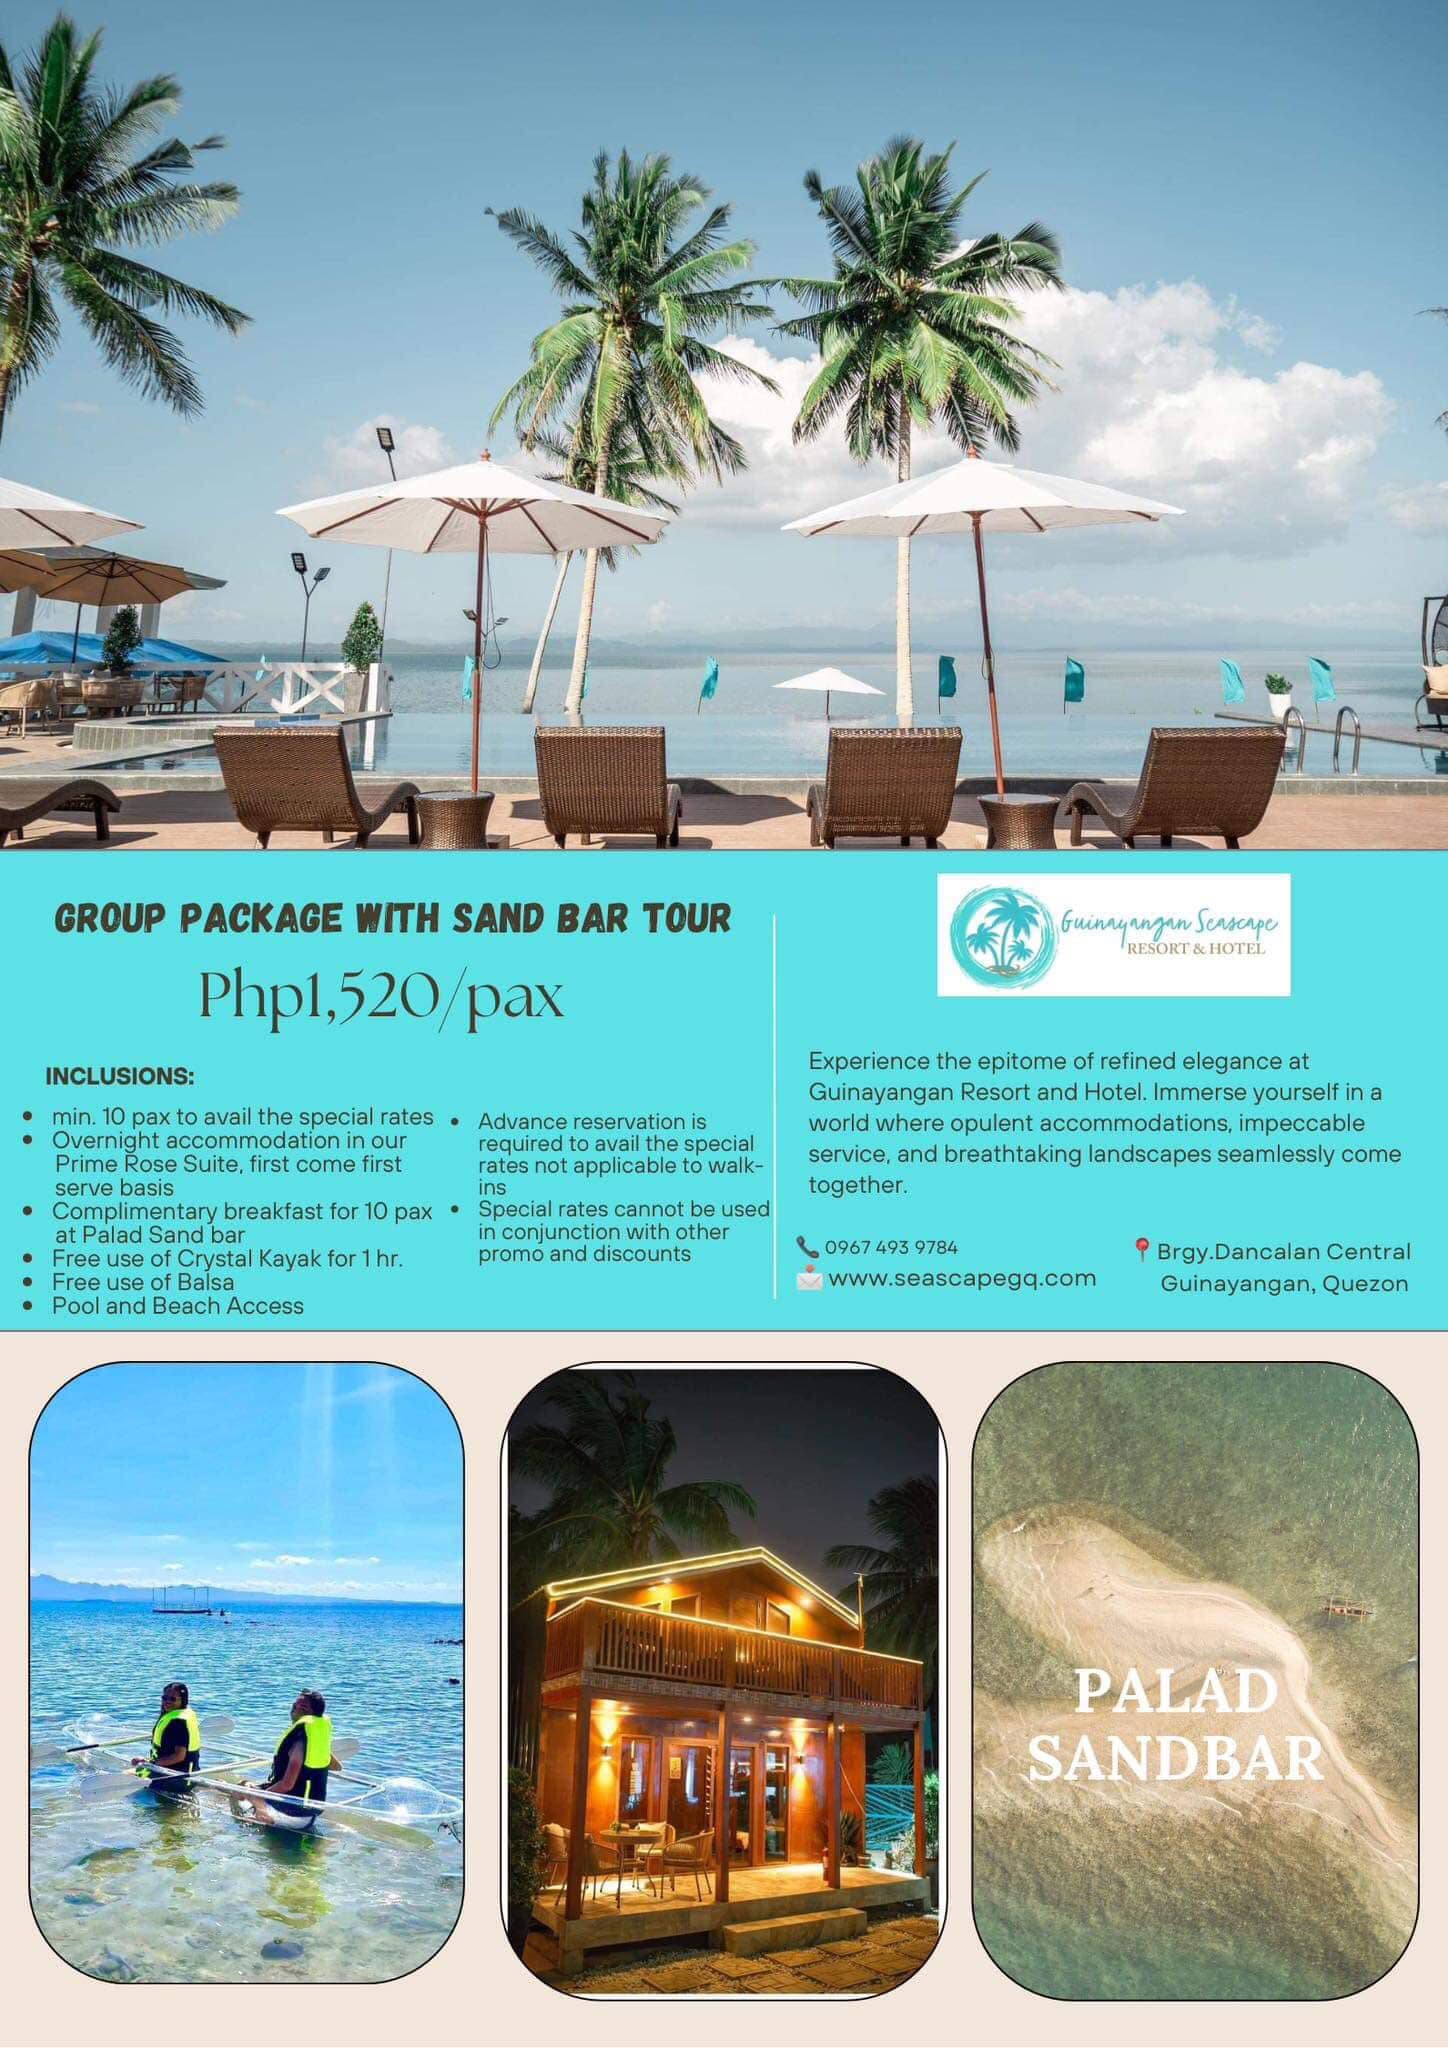 GROUP PACKAGE WITH SAND BAR TOUR
Php1,520/pax
INCLUSIONS:
min. 10 pax to avail the special rates
Overnight accommodation in our
Prime Rose Suite, first come first
serve basis
Complimentary breakfast for 10 pax
at Palad Sand bar
Free use of Crystal Kayak for 1 hr.
Free use of Balsa
Pool and Beach Access
Advance reservation is
required to avail the special
rates not applicable to walk-
ins
Special rates cannot be used
in conjunction with other
promo and discounts
Guinayangan Seascape
RESORT & HOTEL
Experience the epitome of refined elegance at
Guinayangan Resort and Hotel. Immerse yourself in a
world where opulent accommodations, impeccable
service, and breathtaking landscapes seamlessly come
together.
0967 493 9784
www.seascapegq.com
Brgy.Dancalan Central
Guinayangan, Quezon
PALAD
SANDBAR